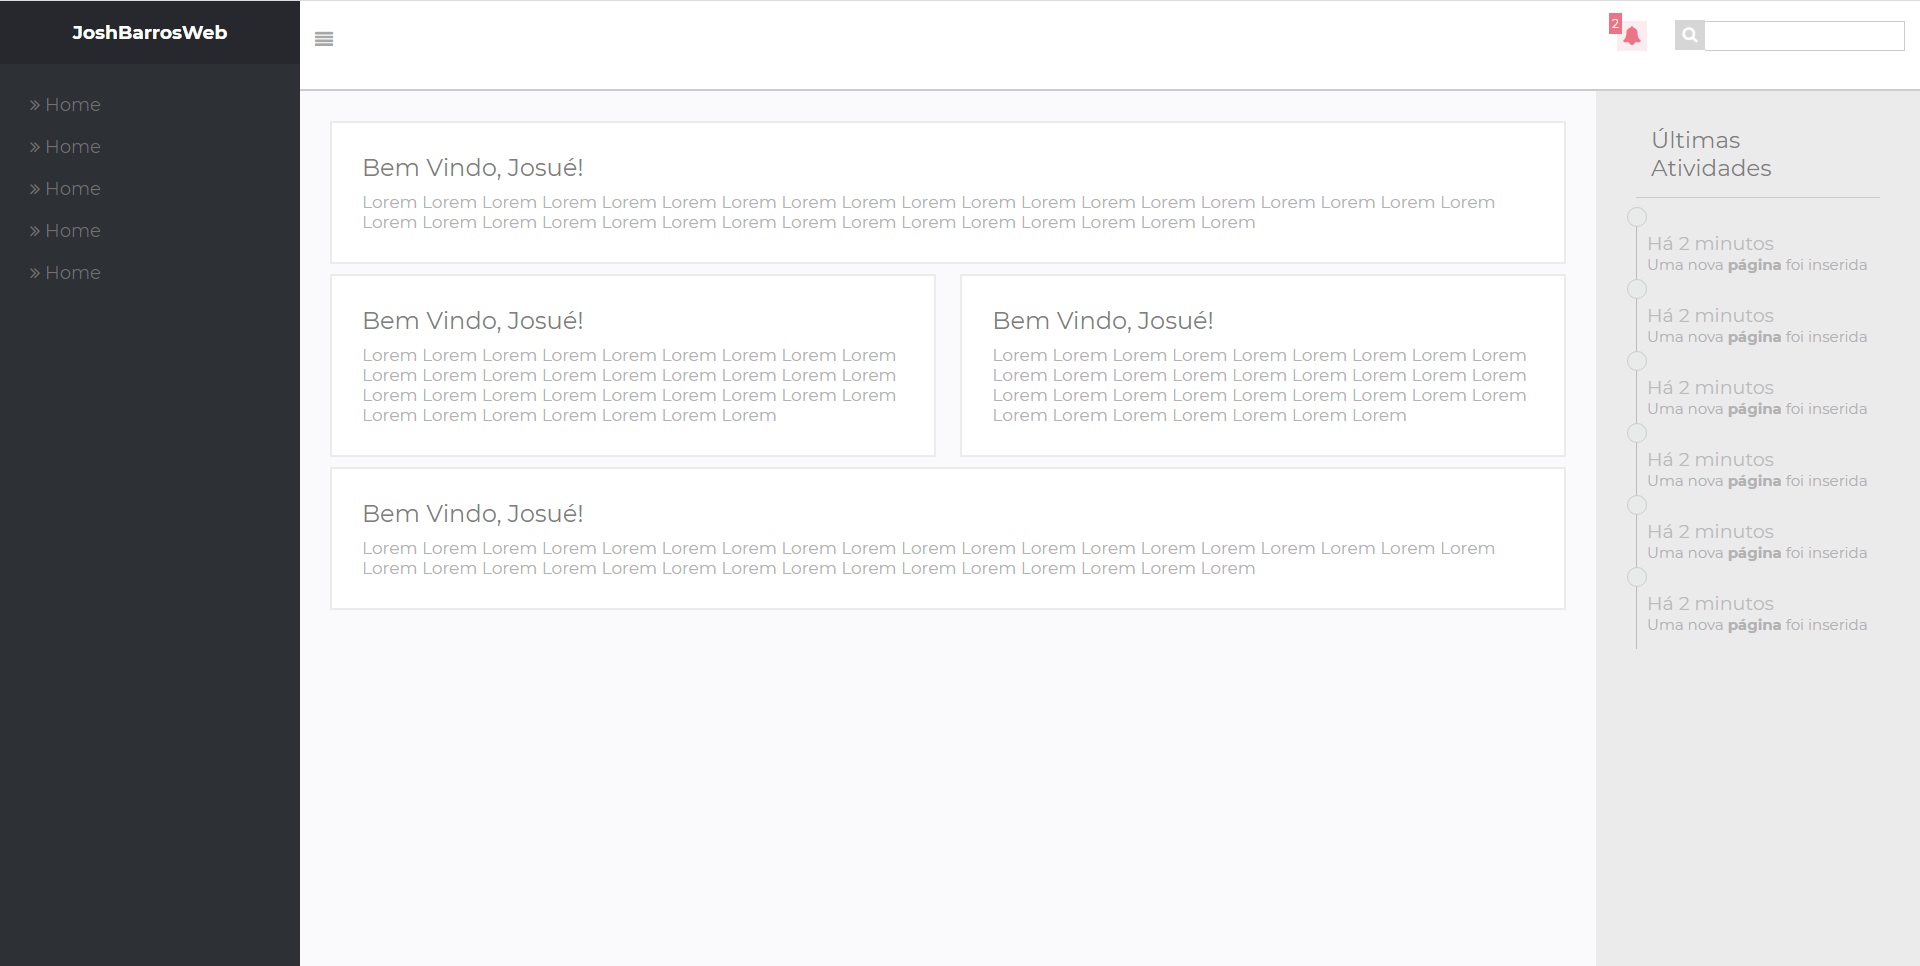 JoshBarrosWeb
Home
Home
Home
Home
Home
2
Bem Vindo, Josué!
Lorem Lorem Lorem Lorem Lorem Lorem Lorem Lorem Lorem Lorem Lorem Lorem Lorem Lorem Lorem Lorem Lorem Lorem Lorem
Lorem Lorem Lorem Lorem Lorem Lorem Lorem Lorem Lorem Lorem Lorem Lorem Lorem Lorem Lorem
Bem Vindo, Josué!
Lorem Lorem Lorem Lorem Lorem Lorem Lorem Lorem Lorem
Lorem Lorem Lorem Lorem Lorem Lorem Lorem Lorem Lorem
Lorem Lorem Lorem Lorem Lorem Lorem Lorem Lorem Lorem
Lorem Lorem Lorem Lorem Lorem Lorem Lorem
Bem Vindo, Josué!
Lorem Lorem Lorem Lorem Lorem Lorem Lorem Lorem Lorem
Lorem Lorem Lorem Lorem Lorem Lorem Lorem Lorem Lorem
Lorem Lorem Lorem Lorem Lorem Lorem Lorem Lorem Lorem
Lorem Lorem Lorem Lorem Lorem Lorem Lorem
Bem Vindo, Josué!
Lorem Lorem Lorem Lorem Lorem Lorem Lorem Lorem Lorem Lorem Lorem Lorem Lorem Lorem Lorem Lorem Lorem Lorem Lorem
Lorem Lorem Lorem Lorem Lorem Lorem Lorem Lorem Lorem Lorem Lorem Lorem Lorem Lorem Lorem
Últimas
Atividades
Há 2 minutos
Uma nova página foi inserida
Há 2 minutos
Uma nova página foi inserida
Há 2 minutos
Uma nova página foi inserida
Há 2 minutos
Uma nova página foi inserida
Há 2 minutos
Uma nova página foi inserida
Há 2 minutos
Uma nova página foi inserida